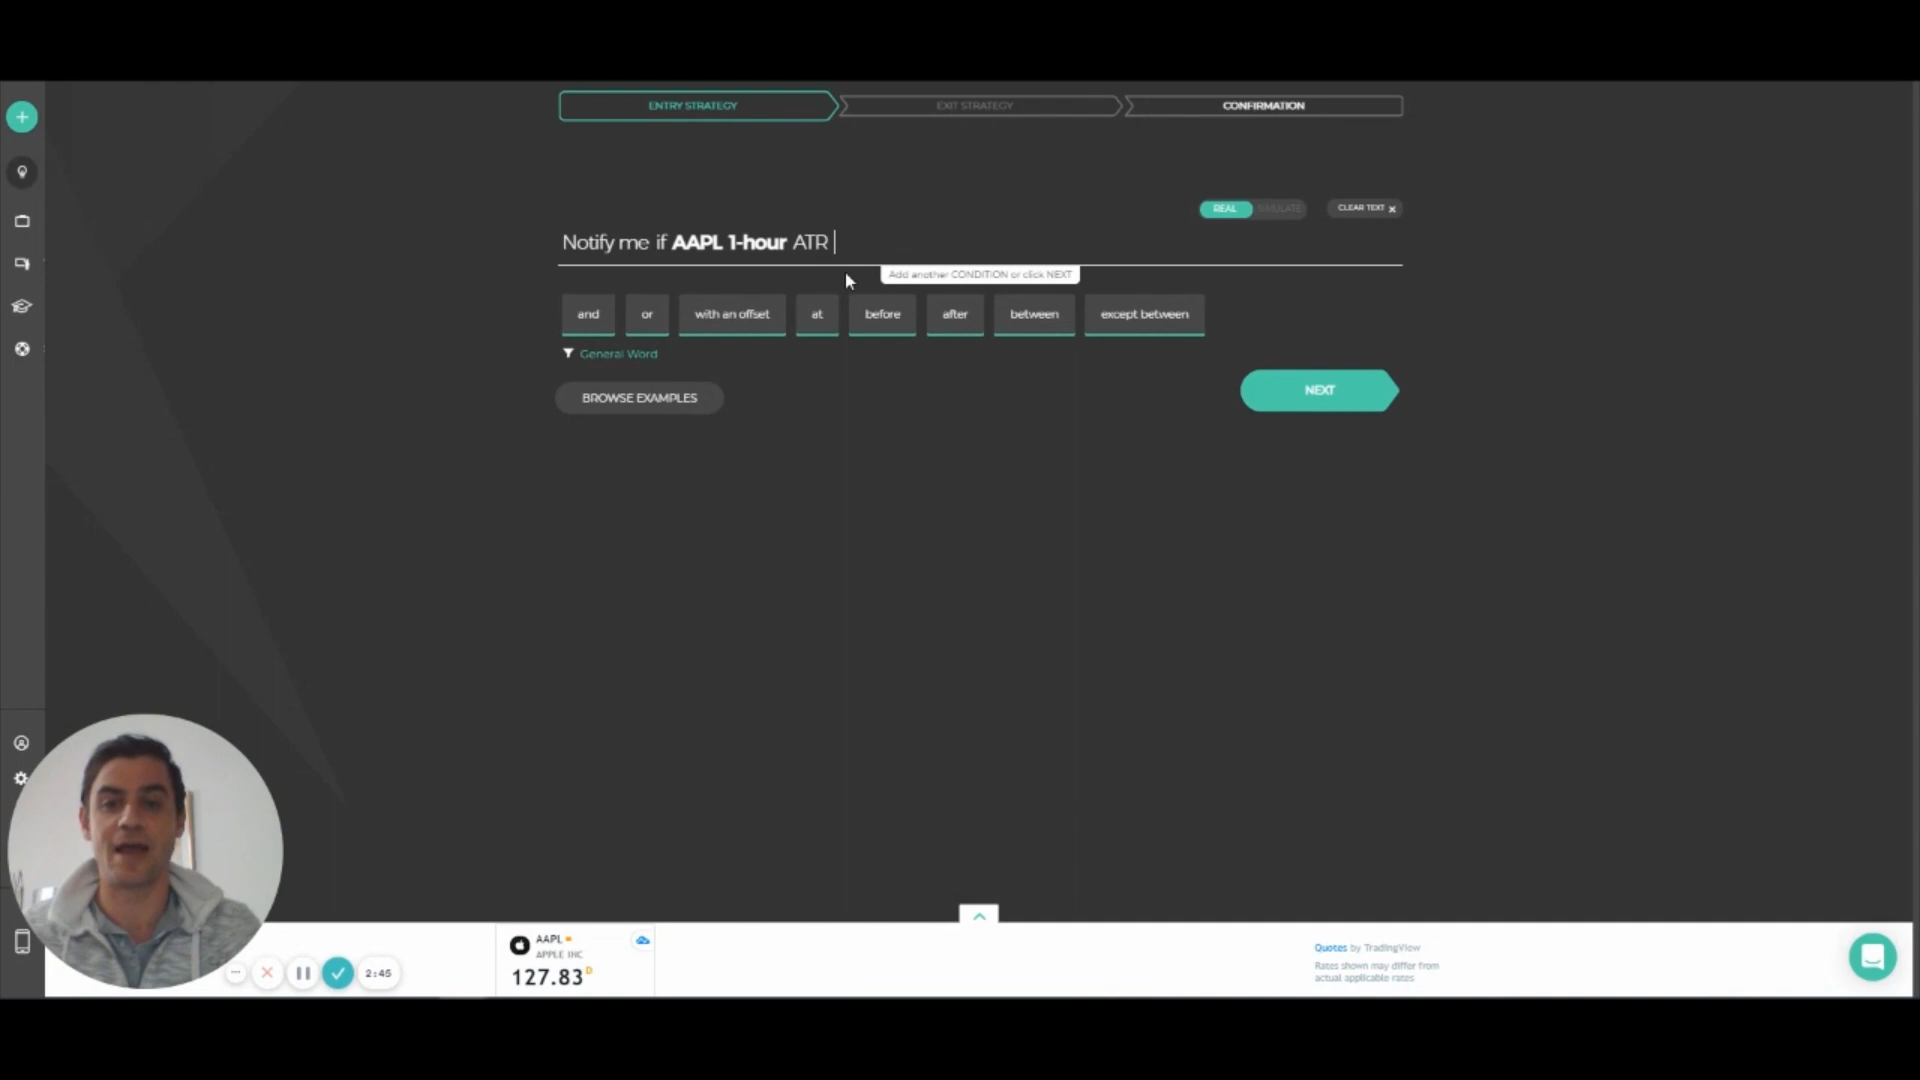 ENTRY STRATEGY
EXIT STRATEGY
CONFIRMATION
REAL
SIMULATE
CLEAR TEXT x
Notify me if AAPL 1-hour ATR
Add another CONDITION or click NEXT
and
or
with an offset
at
before
after
between
except between
General Word
BROWSE EXAMPLES
NEXT
AAPL
APPLE INC
127.83 D
2:45
Quotes by TradingView
Rates shown may differ from
actual applicable rates